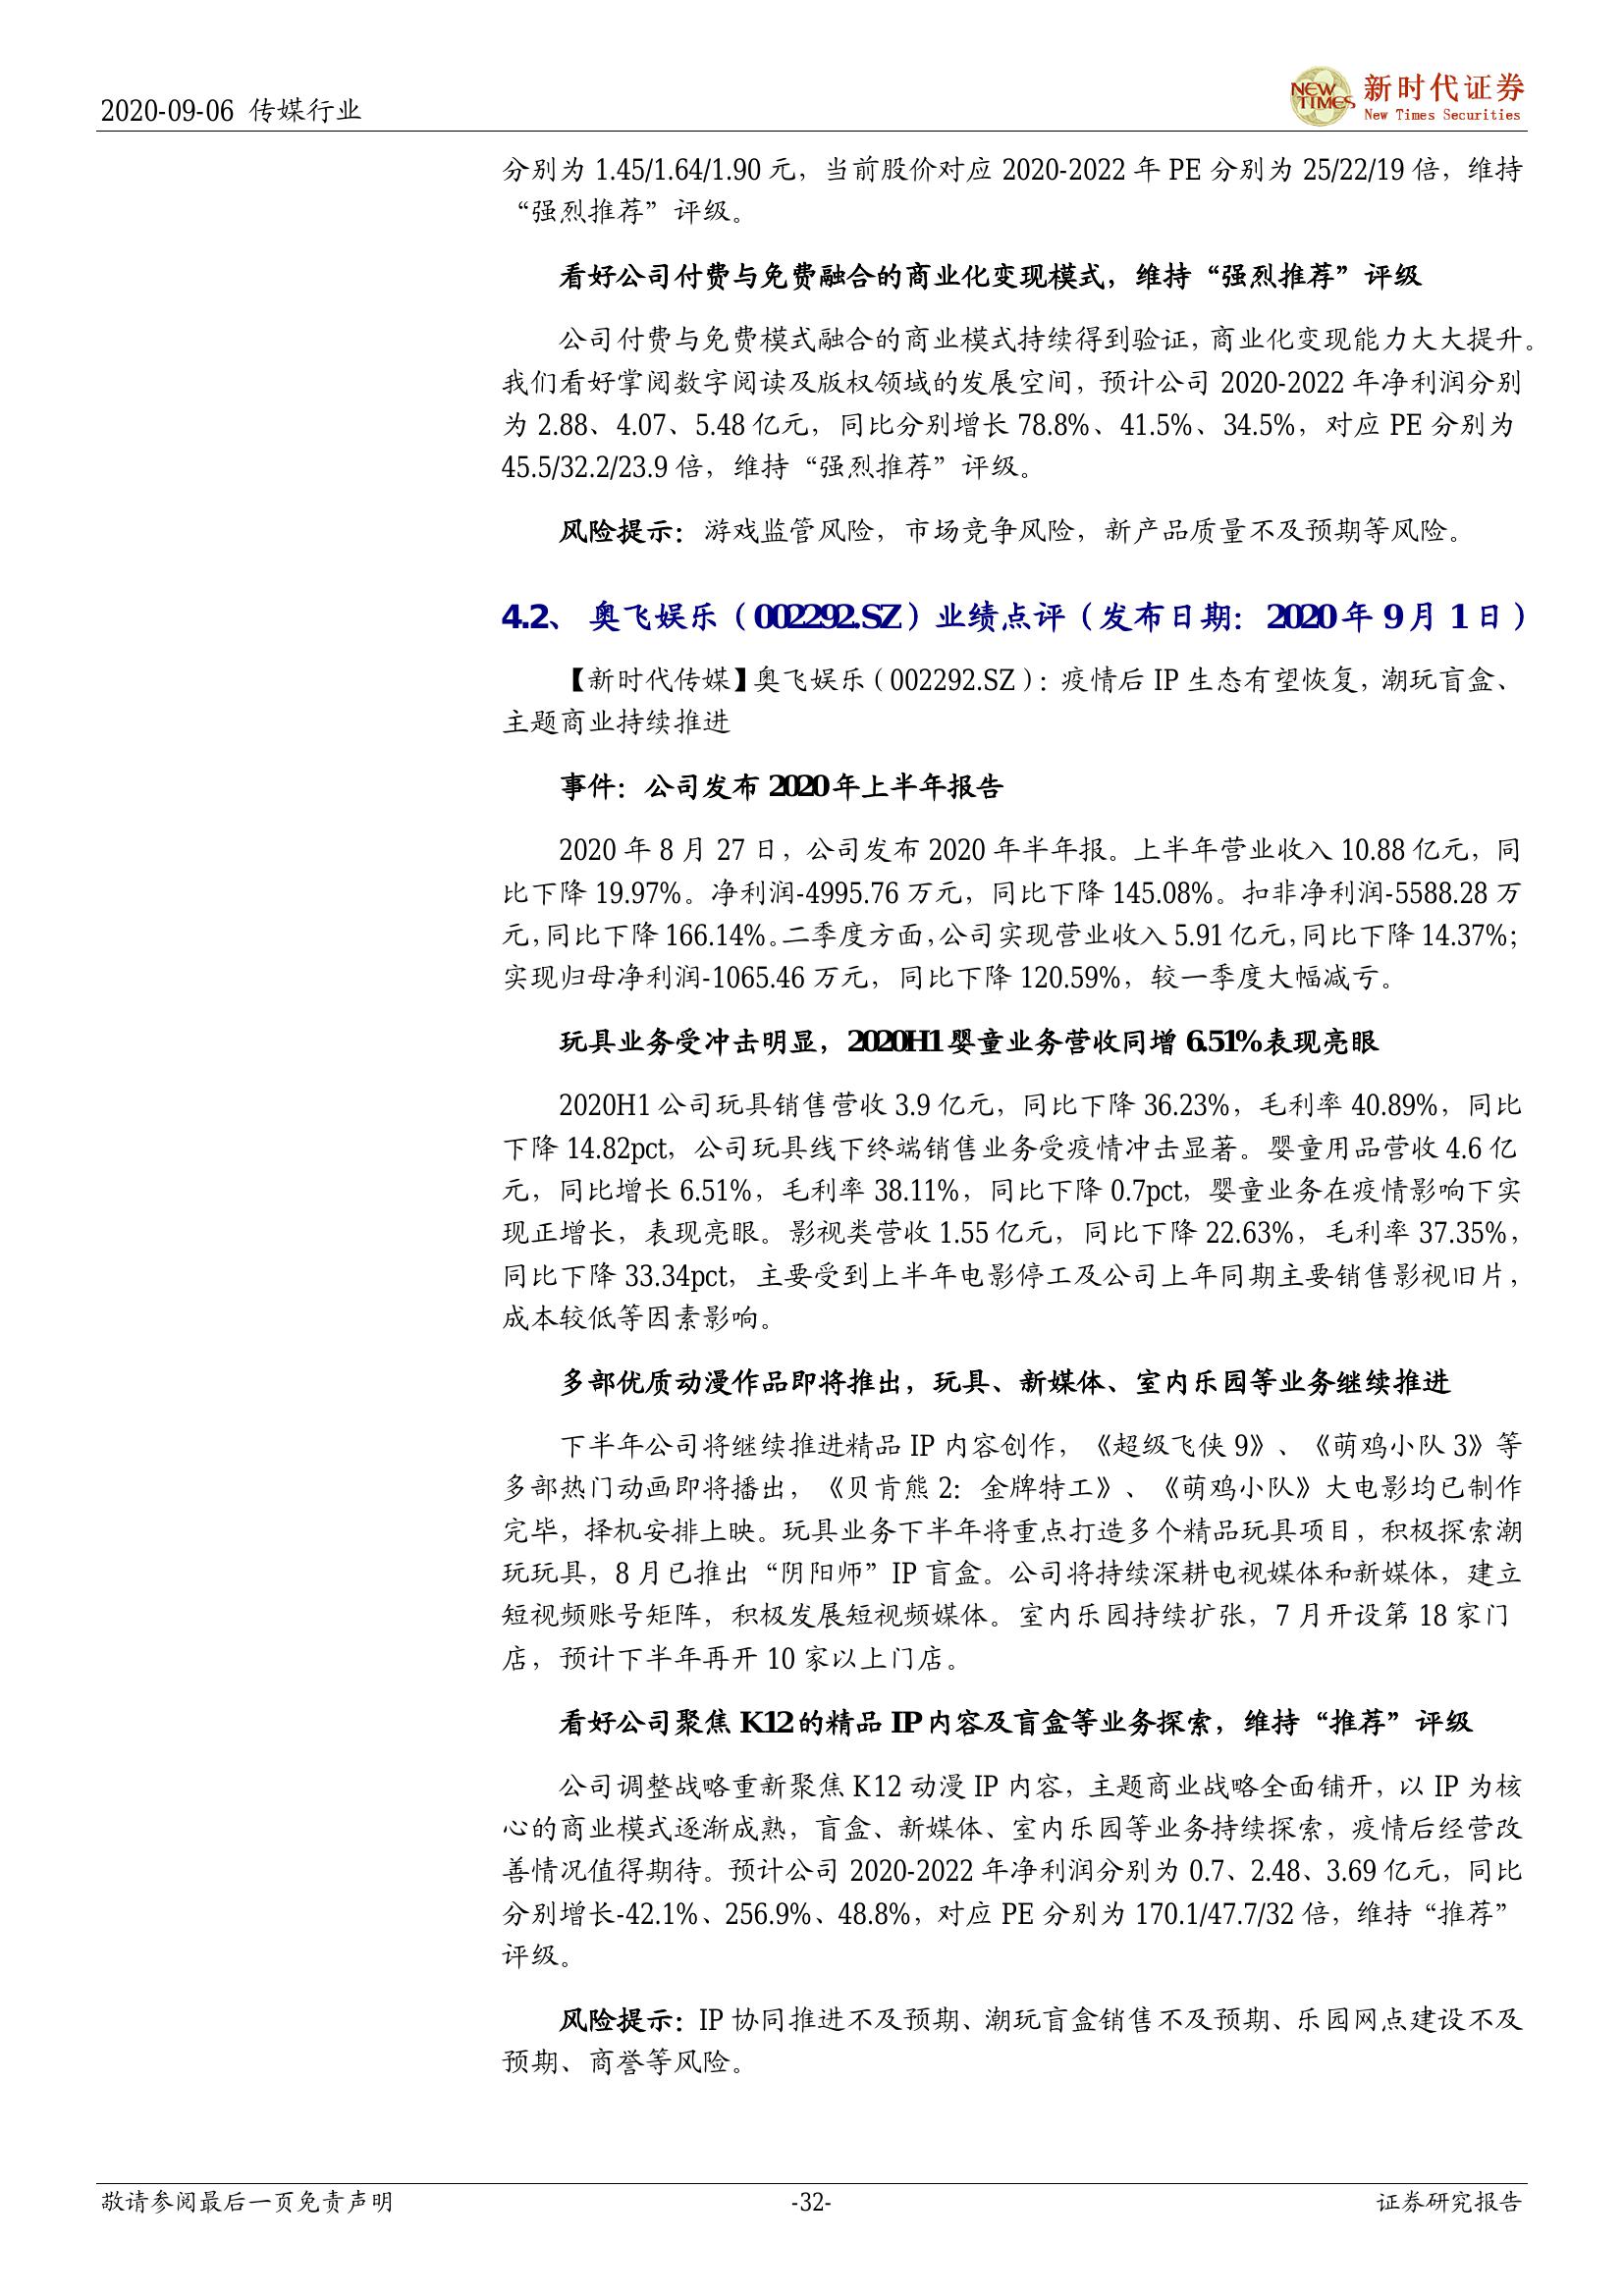 2020-09-06 传媒行业
NEW TIMES
新时代证券
New Times Securities
分别为 1.45/1.64/1.90 元，当前股价对应 2020-2022 年 PE 分别为 25/22/19 倍，维持
“强烈推荐”评级。
看好公司付费与免费融合的商业化变现模式，维持“强烈推荐”评级
公司付费与免费模式融合的商业模式持续得到验证，商业化变现能力大大提升。
我们看好掌阅数字阅读及版权领域的发展空间，预计公司 2020-2022 年净利润分别
为 2.88、4.07、5.48 亿元，同比分别增长 78.8%、41.5%、34.5%，对应 PE 分别为
45.5/32.2/23.9 倍，维持“强烈推荐”评级。
风险提示：游戏监管风险，市场竞争风险，新产品质量不及预期等风险。
4.2、 奥飞娱乐（002292.SZ）业绩点评（发布日期：2020 年 9 月 1 日）
【新时代传媒】奥飞娱乐（002292.SZ）：疫情后 IP 生态有望恢复，潮玩盲盒、
主题商业持续推进
事件：公司发布 2020 年上半年报告
2020 年 8 月 27 日，公司发布 2020 年半年报。上半年营业收入 10.88 亿元，同
比下降 19.97%。净利润-4995.76 万元，同比下降 145.08%。扣非净利润-5588.28 万
元，同比下降 166.14%。二季度方面，公司实现营业收入 5.91 亿元，同比下降 14.37%；
实现归母净利润-1065.46 万元，同比下降 120.59%，较一季度大幅减亏。
玩具业务受冲击明显，2020H1 婴童业务营收同增 6.51%表现亮眼
2020H1 公司玩具销售营收 3.9 亿元，同比下降 36.23%，毛利率 40.89%，同比
下降 14.82pct，公司玩具线下终端销售业务受疫情冲击显著。婴童用品营收 4.6 亿
元，同比增长 6.51%，毛利率 38.11%，同比下降 0.7pct，婴童业务在疫情影响下实
现正增长，表现亮眼。影视类营收 1.55 亿元，同比下降 22.63%，毛利率 37.35%，
同比下降 33.34pct，主要受到上半年电影停工及公司上年同期主要销售影视旧片，
成本较低等因素影响。
多部优质动漫作品即将推出，玩具、新媒体、室内乐园等业务继续推进
下半年公司将继续推进精品 IP 内容创作，《超级飞侠 9》、《萌鸡小队 3》等
多部热门动画即将播出，《贝肯熊 2：金牌特工》、《萌鸡小队》大电影均已制作
完毕，择机安排上映。玩具业务下半年将重点打造多个精品玩具项目，积极探索潮
玩玩具，8 月已推出“阴阳师”IP 盲盒。公司将持续深耕电视媒体和新媒体，建立
短视频账号矩阵，积极发展短视频媒体。室内乐园持续扩张，7 月开设第 18 家门
店，预计下半年再开 10 家以上门店。
看好公司聚焦 K12 的精品 IP 内容及盲盒等业务探索，维持“推荐”评级
公司调整战略重新聚焦 K12 动漫 IP 内容，主题商业战略全面铺开，以 IP 为核
心的商业模式逐渐成熟，盲盒、新媒体、室内乐园等业务持续探索，疫情后经营改
善情况值得期待。预计公司 2020-2022 年净利润分别为 0.7、2.48、3.69 亿元，同比
分别增长-42.1%、256.9%、48.8%，对应 PE 分别为 170.1/47.7/32 倍，维持“推荐”
评级。
风险提示：IP 协同推进不及预期、潮玩盲盒销售不及预期、乐园网点建设不及
预期、商誉等风险。
敬请参阅最后一页免责声明
-32-
证券研究报告